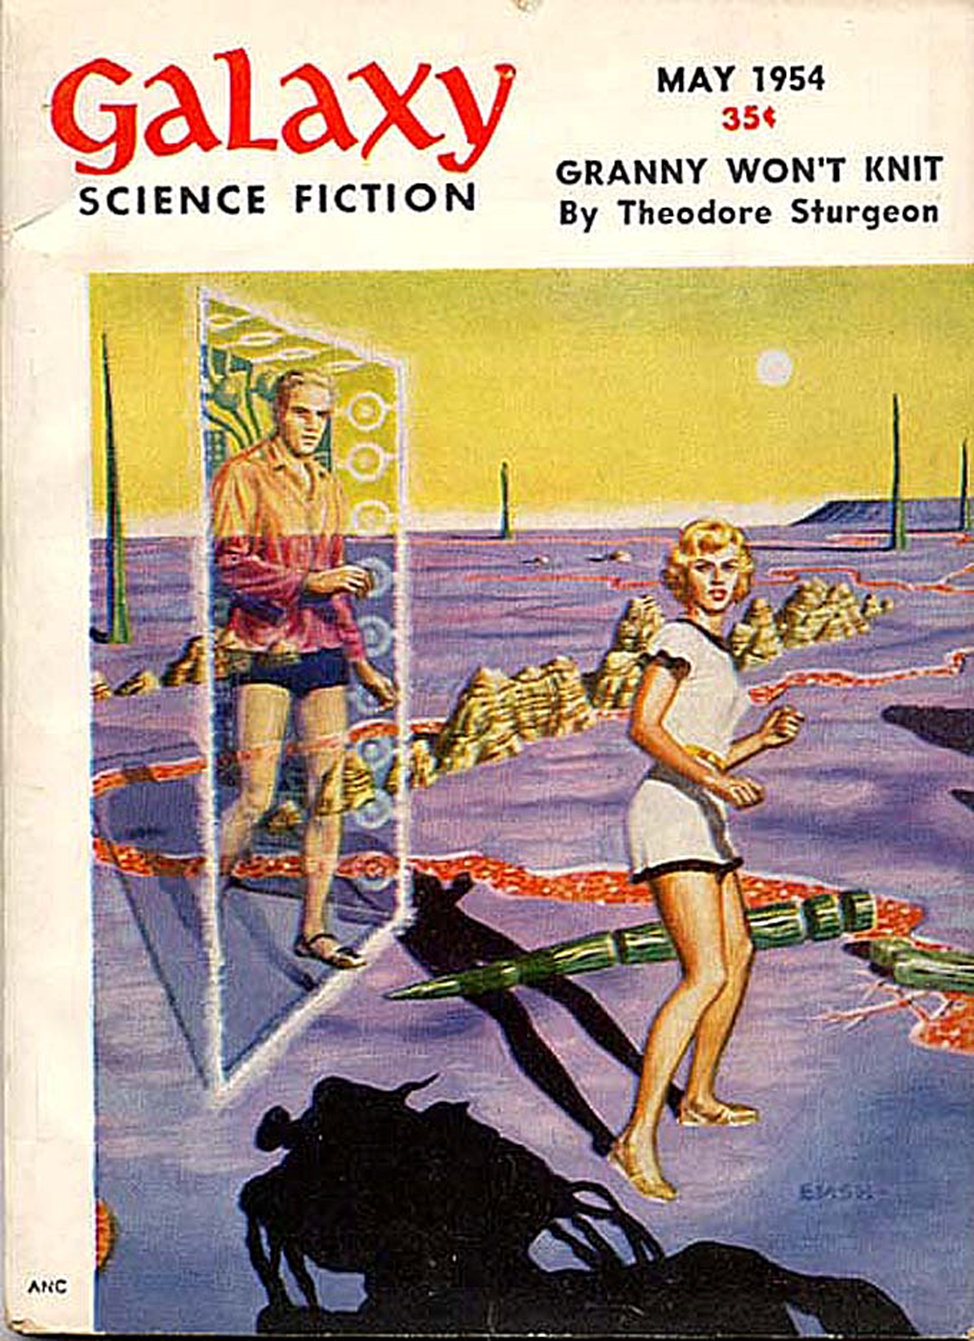 GaLaxy
SCIENCE FICTION
MAY 1954
35¢
GRANNY WON'T KNIT
By Theodore Sturgeon
EMSH
ANC